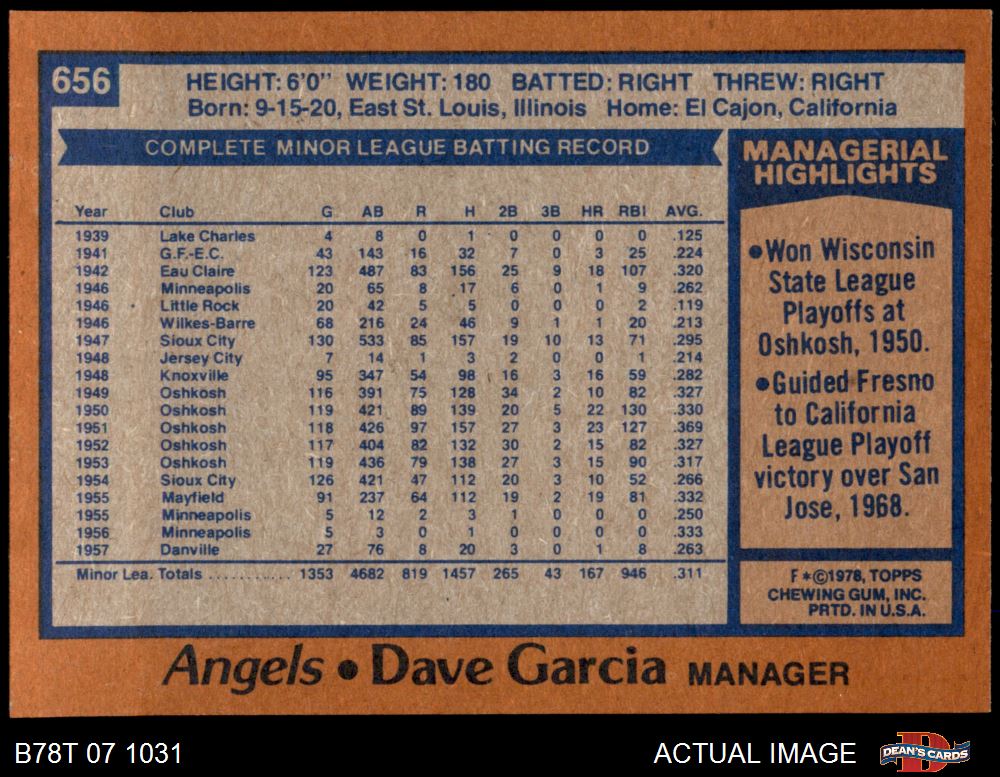 656
HEIGHT: 6'0" WEIGHT: 180 BATTED: RIGHT THREW: RIGHT
Born: 9-15-20, East St. Louis, Illinois Home: El Cajon, California
COMPLETE MINOR LEAGUE BATTING RECORD
Year Club G AB R H 2B 3B HR RBI AVG.
1939 Lake Charles 4 8 0 1 0 0 0 0 .125
1941 G.F.-E.C. 43 143 16 32 7 0 3 25 .224
1942 Eau Claire 123 487 83 156 25 9 18 107 .320
1946 Minneapolis 20 65 8 17 6 0 1 9 .262
1946 Little Rock 20 42 5 5 0 0 0 2 .119
1946 Wilkes-Barre 68 216 24 46 9 1 1 20 .213
1947 Sioux City 130 533 85 157 19 10 13 71 .295
1948 Jersey City 7 14 1 3 2 0 0 1 .214
1948 Knoxville 95 347 54 98 16 3 16 59 .282
1949 Oshkosh 116 391 75 128 34 2 10 82 .327
1950 Oshkosh 119 421 89 139 20 5 22 130 .330
1951 Oshkosh 118 426 97 157 27 3 23 127 .369
1952 Oshkosh 117 404 82 132 30 2 15 82 .327
1953 Oshkosh 119 436 79 138 27 3 15 90 .317
1954 Sioux City 126 421 47 112 20 3 10 52 .266
1955 Mayfield 91 237 64 112 19 2 19 81 .332
1955 Minneapolis 5 12 2 3 1 0 0 0 .250
1956 Minneapolis 5 3 0 1 0 0 0 0 .333
1957 Danville 27 76 8 20 3 0 1 8 .263
Minor Lea. Totals ............ 1353 4682 819 1457 265 43 167 946 .311
MANAGERIAL
HIGHLIGHTS
•Won Wisconsin
State League
Playoffs at
Oshkosh, 1950.
•Guided Fresno
to California
League Playoff
victory over San
Jose, 1968.
F*©1978, TOPPS
CHEWING GUM, INC.
PRTD. IN U.S.A.
Angels • Dave Garcia MANAGER
B78T 07 1031
ACTUAL IMAGE
DEAN'S CARDS